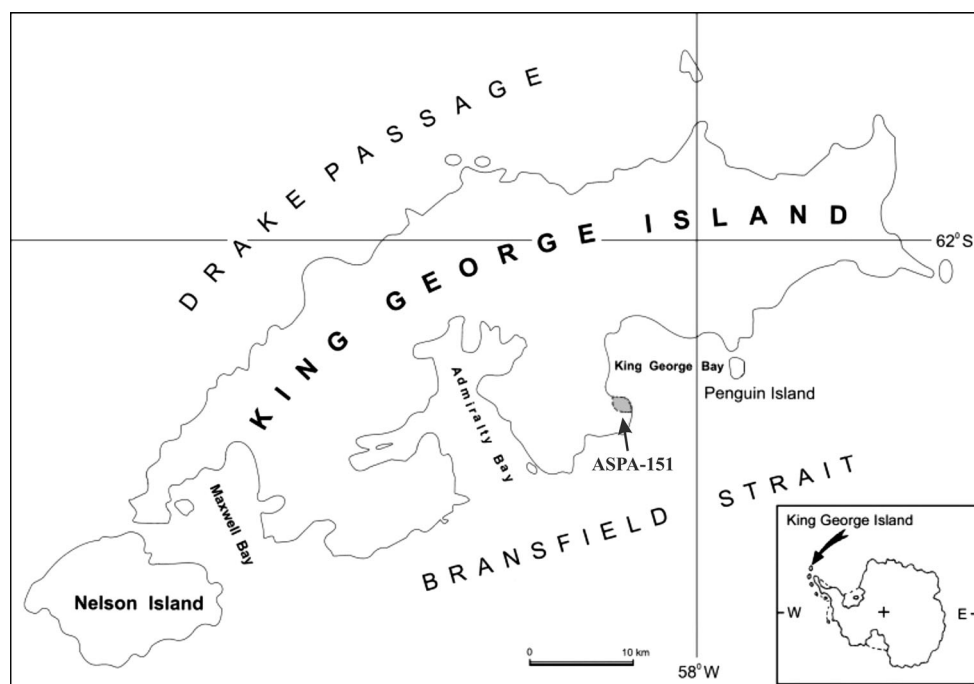 DRAKE PASSAGE
KING GEORGE ISLAND
62°S
King George Bay
Penguin Island
Admiralty Bay
ASPA-151
Maxwell Bay
BRANSFIELD STRAIT
Nelson Island
King George Island
W
E
0
10 km
58°W